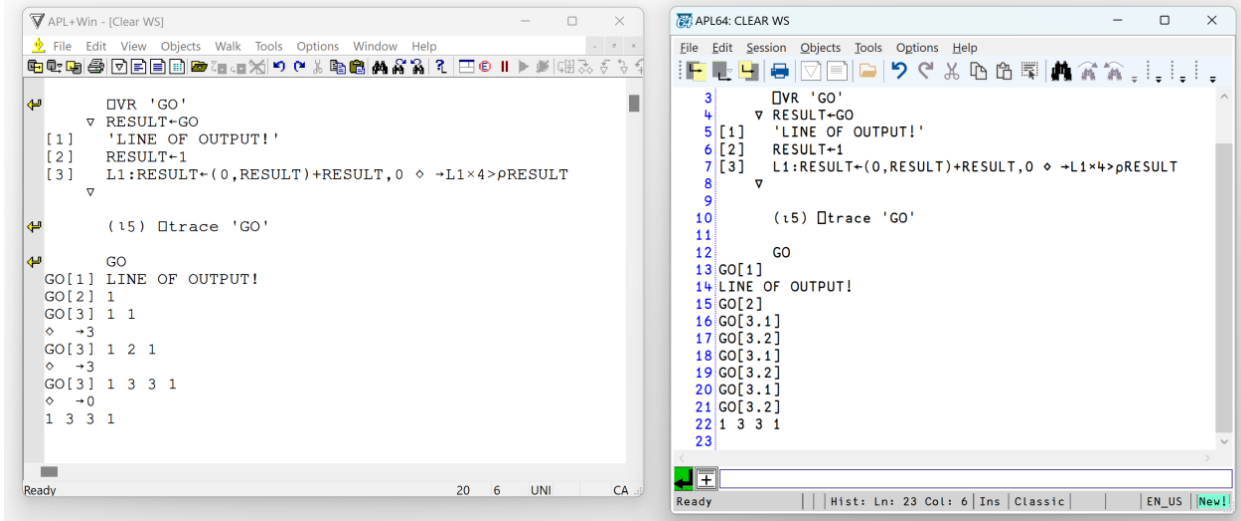 APL+Win - [Clear WS]
File Edit View Objects Walk Tools Options Window Help
⎕VR 'GO'
∇ RESULT←GO
[1] 'LINE OF OUTPUT!'
[2] RESULT←1
[3] L1:RESULT←(0,RESULT)+RESULT,0 ⋄ →L1×4>⍴RESULT
∇
(⍳5) ⎕trace 'GO'
GO
GO[1] LINE OF OUTPUT!
GO[2] 1
GO[3] 1 1
⋄ →3
GO[3] 1 2 1
⋄ →3
GO[3] 1 3 3 1
⋄ →0
1 3 3 1
Ready 20 6 UNI CA
APL64: CLEAR WS
File Edit Session Objects Tools Options Help
3 ⎕VR 'GO'
4 ∇ RESULT←GO
5 [1] 'LINE OF OUTPUT!'
6 [2] RESULT←1
7 [3] L1:RESULT←(0,RESULT)+RESULT,0 ⋄ →L1×4>⍴RESULT
8 ∇
9
10 (⍳5) ⎕trace 'GO'
11
12 GO
13 GO[1]
14 LINE OF OUTPUT!
15 GO[2]
16 GO[3.1]
17 GO[3.2]
18 GO[3.1]
19 GO[3.2]
20 GO[3.1]
21 GO[3.2]
22 1 3 3 1
23
Ready Hist: Ln: 23 Col: 6 Ins Classic EN_US New!